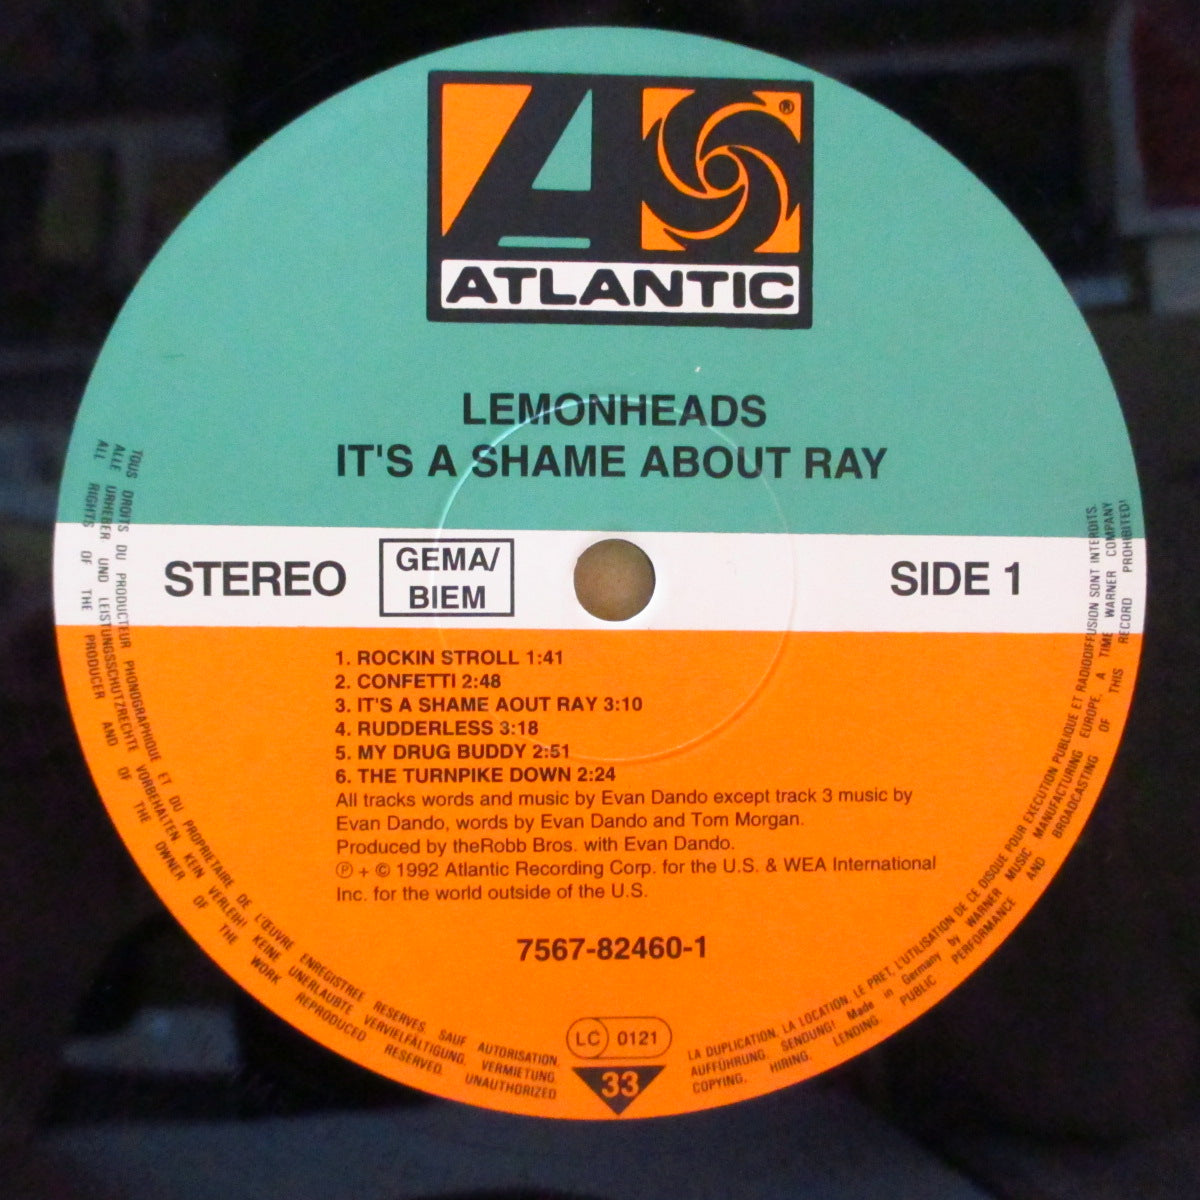 ATLANTIC
®
LEMONHEADS
IT'S A SHAME ABOUT RAY
STEREO
GEMA/
BIEM
SIDE 1
1. ROCKIN STROLL 1:41
2. CONFETTI 2:48
3. IT'S A SHAME AOUT RAY 3:10
4. RUDDERLESS 3:18
5. MY DRUG BUDDY 2:51
6. THE TURNPIKE DOWN 2:24
All tracks words and music by Evan Dando except track 3 music by
Evan Dando, words by Evan Dando and Tom Morgan.
Produced by theRobb Bros. with Evan Dando.
℗ + © 1992 Atlantic Recording Corp. for the U.S. & WEA International
Inc. for the world outside of the U.S.
7567-82460-1
LC 0121
33
TOUS DROITS DU PRODUCTEUR PHONOGRAPHIQUE ET DU PROPRIETAIRE DE L'ŒUVRE ENREGISTREE RESERVES SAUF AUTORISATION. LA DUPLICATION, LA LOCATION, LE PRET, L'UTILISATION DE CE DISQUE POUR EXECUTION PUBLIQUE ET RADIODIFFUSION SONT INTERDITS.
ALLE URHEBER UND LEISTUNGSSCHUTZRECHTE VORBEHALTEN. KEIN VERLEIH! KEINE UNERLAUBTE VERVIELFÄLTIGUNG, VERMIETUNG, AUFFÜHRUNG, SENDUNG! Made in Germany by WARNER MUSIC MANUFACTURING EUROPE. A TIME WARNER COMPANY
ALL RIGHTS OF THE PRODUCER AND OF THE OWNER OF THE WORK REPRODUCED RESERVED. UNAUTHORIZED COPYING, HIRING, LENDING, PUBLIC PERFORMANCE AND BROADCASTING OF THIS RECORD PROHIBITED!